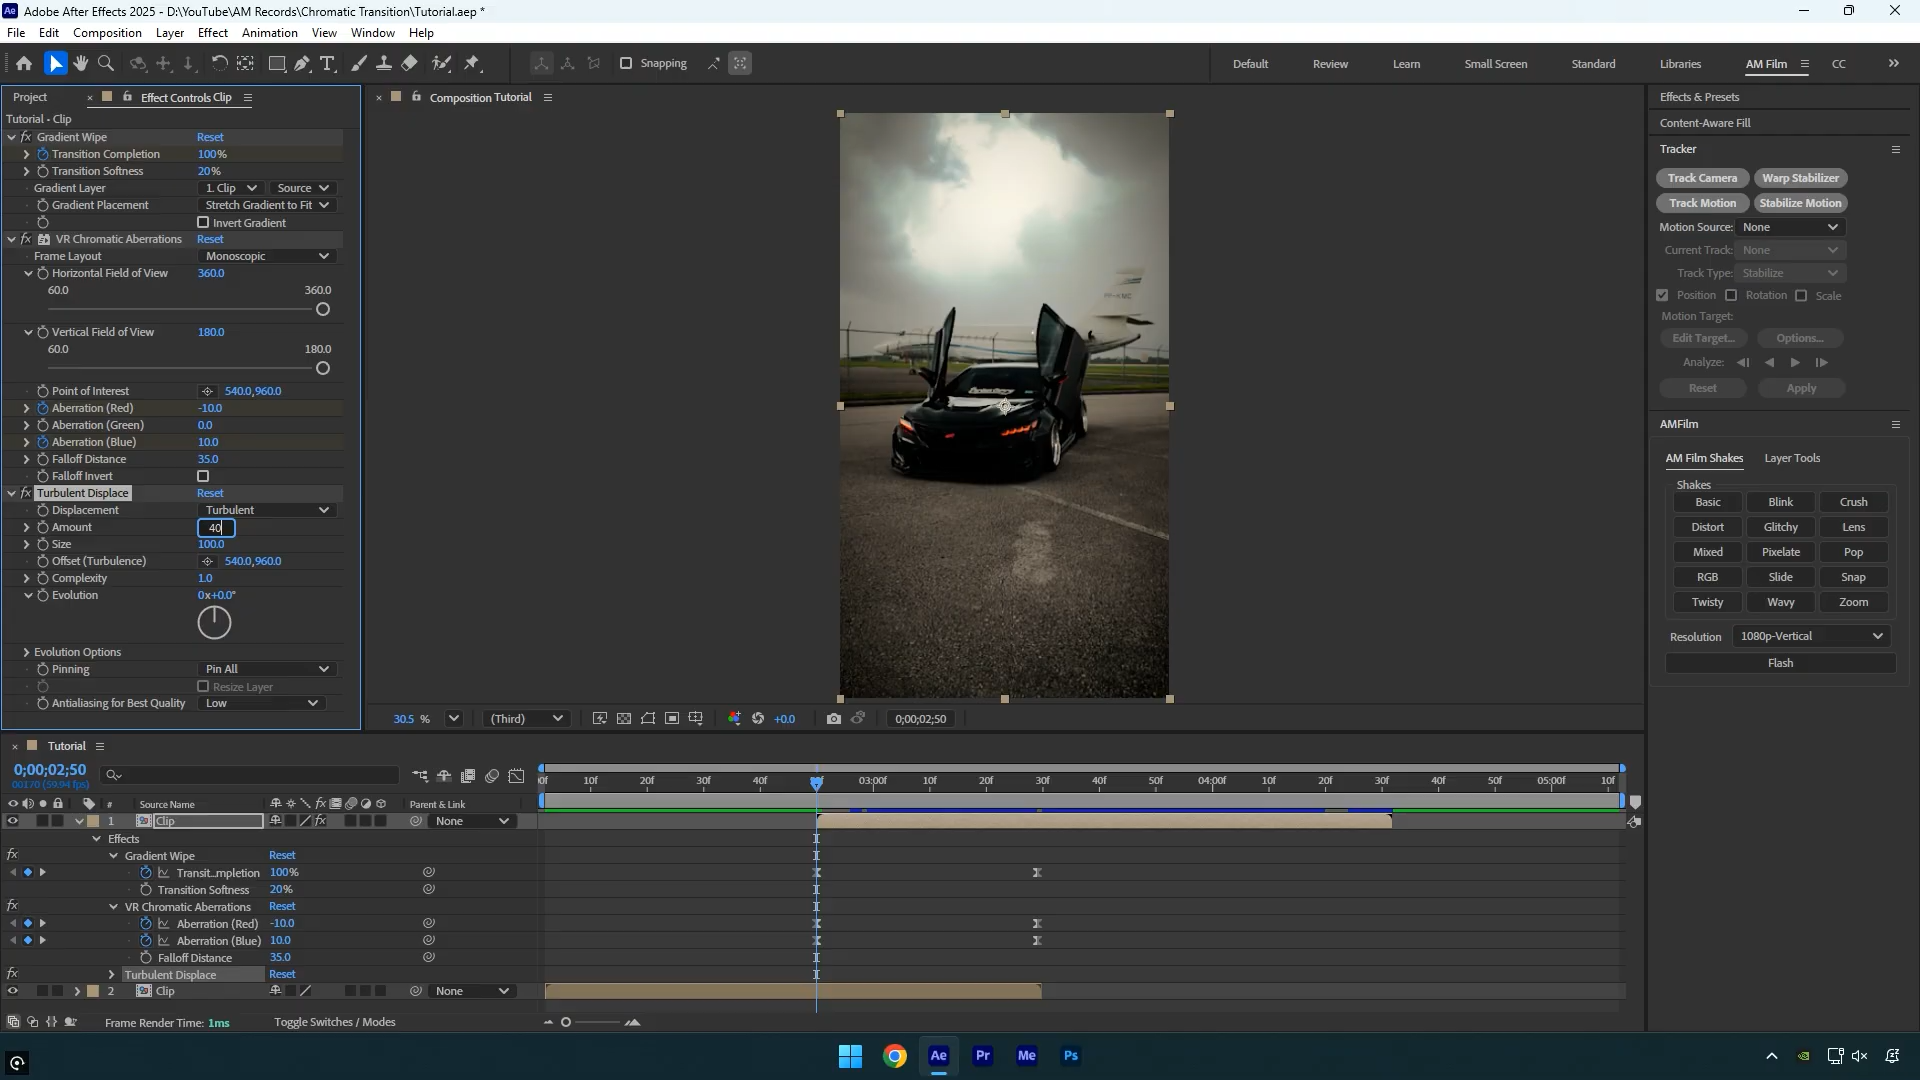 Adobe After Effects 2025 - D:\YouTube\AM Records\Chromatic Transition\Tutorial.aep *
File Edit Composition Layer Effect Animation View Window Help
Snapping
Default Review Learn Small Screen Standard Libraries AM Film CC
Project Effect Controls Clip
Tutorial - Clip
Gradient Wipe Reset
Transition Completion 100%
Transition Softness 20%
Gradient Layer 1. Clip Source
Gradient Placement Stretch Gradient to Fit
Invert Gradient
VR Chromatic Aberrations Reset
Frame Layout Monoscopic
Horizontal Field of View 360.0
60.0 360.0
Vertical Field of View 180.0
60.0 180.0
Point of Interest 540.0,960.0
Aberration (Red) -10.0
Aberration (Green) 0.0
Aberration (Blue) 10.0
Falloff Distance 35.0
Falloff Invert
Turbulent Displace Reset
Displacement Turbulent
Amount 40
Size 100.0
Offset (Turbulence) 540.0,960.0
Complexity 1.0
Evolution 0x+0.0°
Evolution Options
Pinning Pin All
Resize Layer
Antialiasing for Best Quality Low
Composition Tutorial
30.5 % (Third) +0.0 0;00;02;50
Effects & Presets
Content-Aware Fill
Tracker
Track Camera Warp Stabilizer
Track Motion Stabilize Motion
Motion Source: None
Current Track: None
Track Type: Stabilize
Position Rotation Scale
Motion Target:
Edit Target... Options...
Analyze:
Reset Apply
AMFilm
AM Film Shakes Layer Tools
Shakes
Basic Blink Crush
Distort Glitchy Lens
Mixed Pixelate Pop
RGB Slide Snap
Twisty Wavy Zoom
Resolution 1080p-Vertical
Flash
Tutorial
0;00;02;50
00170 (59.94 fps)
10f 20f 30f 40f 03:00f 10f 20f 30f 40f 50f 04:00f 10f 20f 30f 40f 50f 05:00f 10f
# Source Name fx Parent & Link
1 Clip None
Effects
fx Gradient Wipe Reset
Transit...mpletion 100%
Transition Softness 20%
fx VR Chromatic Aberrations Reset
Aberration (Red) -10.0
Aberration (Blue) 10.0
Falloff Distance 35.0
fx Turbulent Displace Reset
2 Clip None
Frame Render Time: 1ms Toggle Switches / Modes
Ae Pr Me Ps